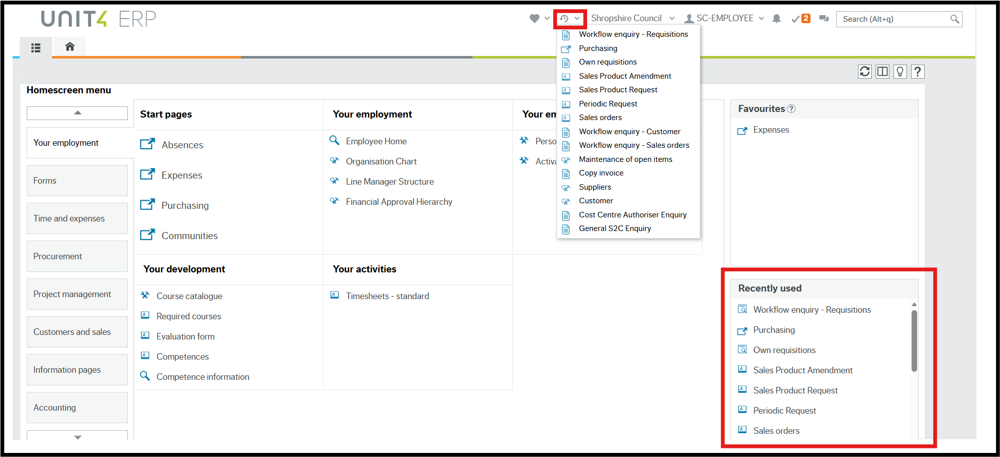 UNIT4 ERP
Shropshire Council
SC-EMPLOYEE
2
Search (Alt+q)
Workflow enquiry - Requisitions
Purchasing
Own requisitions
Sales Product Amendment
Sales Product Request
Periodic Request
Sales orders
Workflow enquiry - Customer
Workflow enquiry - Sales orders
Maintenance of open items
Copy invoice
Suppliers
Customer
Cost Centre Authoriser Enquiry
General S2C Enquiry
Homescreen menu
Your employment
Forms
Time and expenses
Procurement
Project management
Customers and sales
Information pages
Accounting
Start pages
Absences
Expenses
Purchasing
Communities
Your employment
Employee Home
Organisation Chart
Line Manager Structure
Financial Approval Hierarchy
Your em
Perso
Activa
Your development
Course catalogue
Required courses
Evaluation form
Competences
Competence information
Your activities
Timesheets - standard
?
Favourites ?
Expenses
Recently used
Workflow enquiry - Requisitions
Purchasing
Own requisitions
Sales Product Amendment
Sales Product Request
Periodic Request
Sales orders